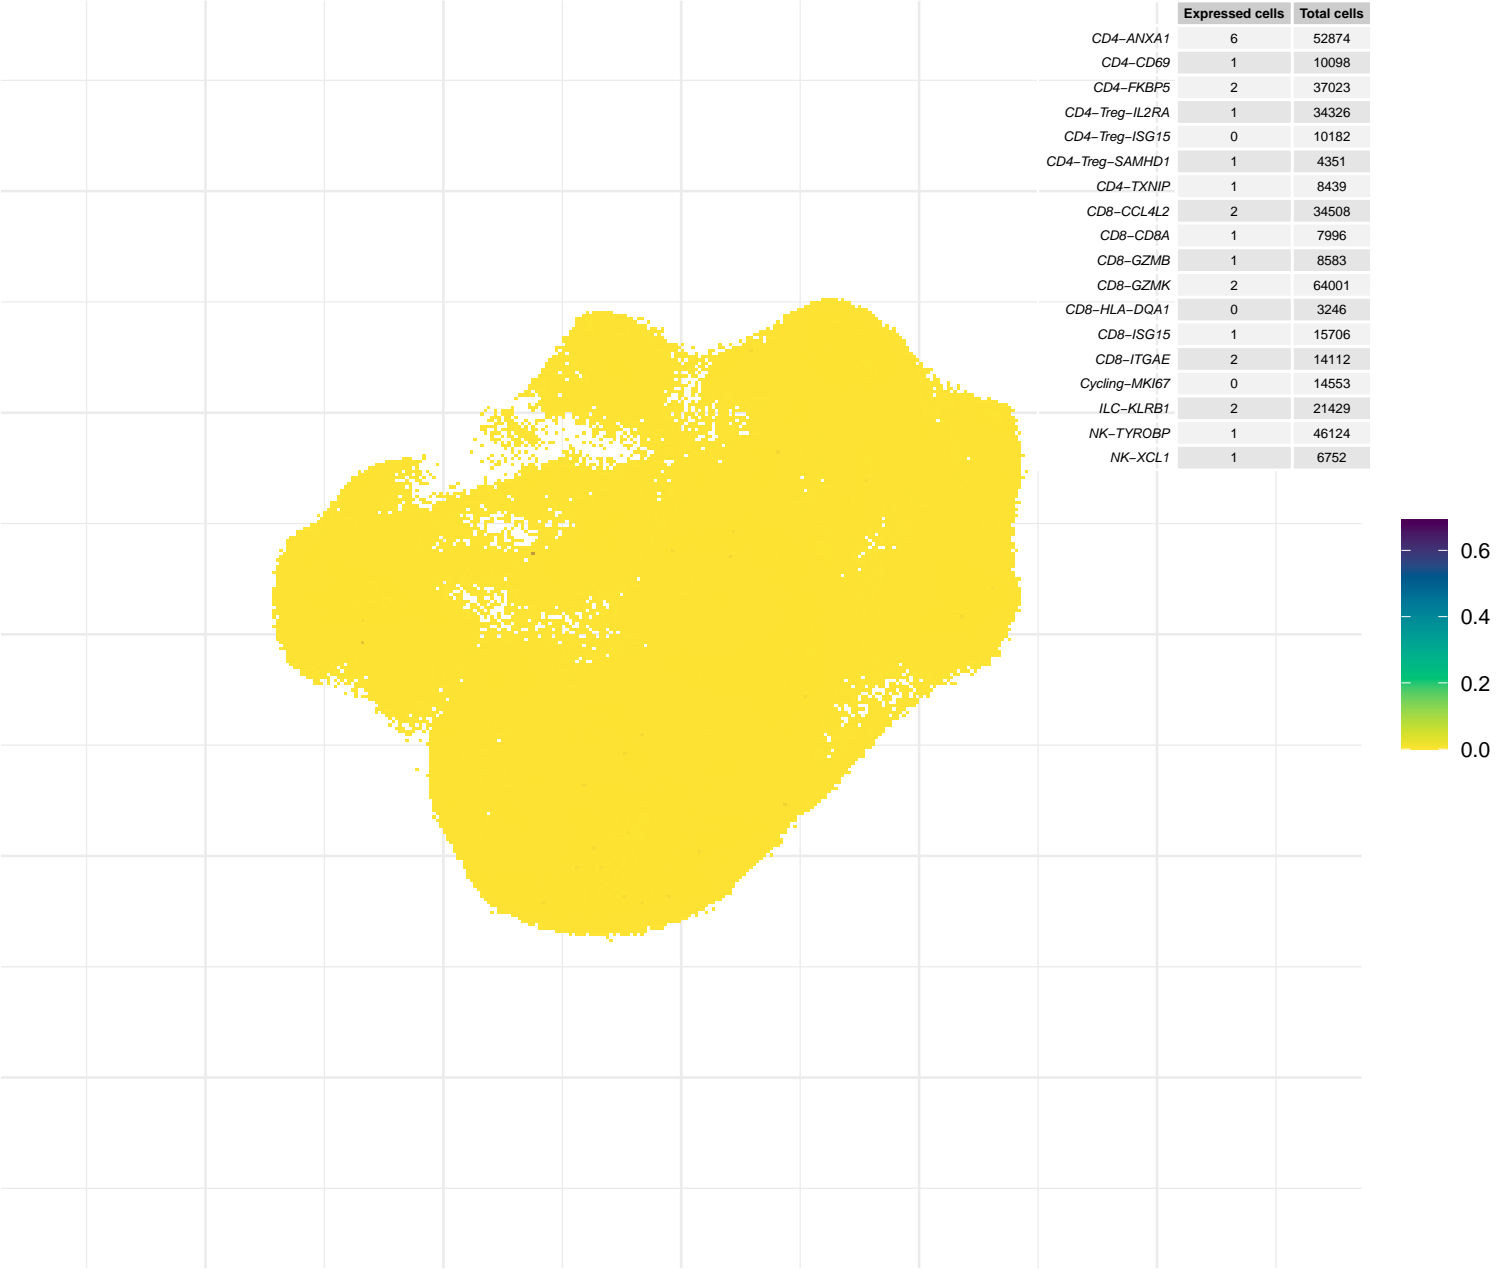 Expressed cells Total cells
CD4−ANXA1 6 52874
CD4−CD69 1 10098
CD4−FKBP5 2 37023
CD4−Treg−IL2RA 1 34326
CD4−Treg−ISG15 0 10182
CD4−Treg−SAMHD1 1 4351
CD4−TXNIP 1 8439
CD8−CCL4L2 2 34508
CD8−CD8A 1 7996
CD8−GZMB 1 8583
CD8−GZMK 2 64001
CD8−HLA−DQA1 0 3246
CD8−ISG15 1 15706
CD8−ITGAE 2 14112
Cycling−MKI67 0 14553
ILC−KLRB1 2 21429
NK−TYROBP 1 46124
NK−XCL1 1 6752
0.6
0.4
0.2
0.0